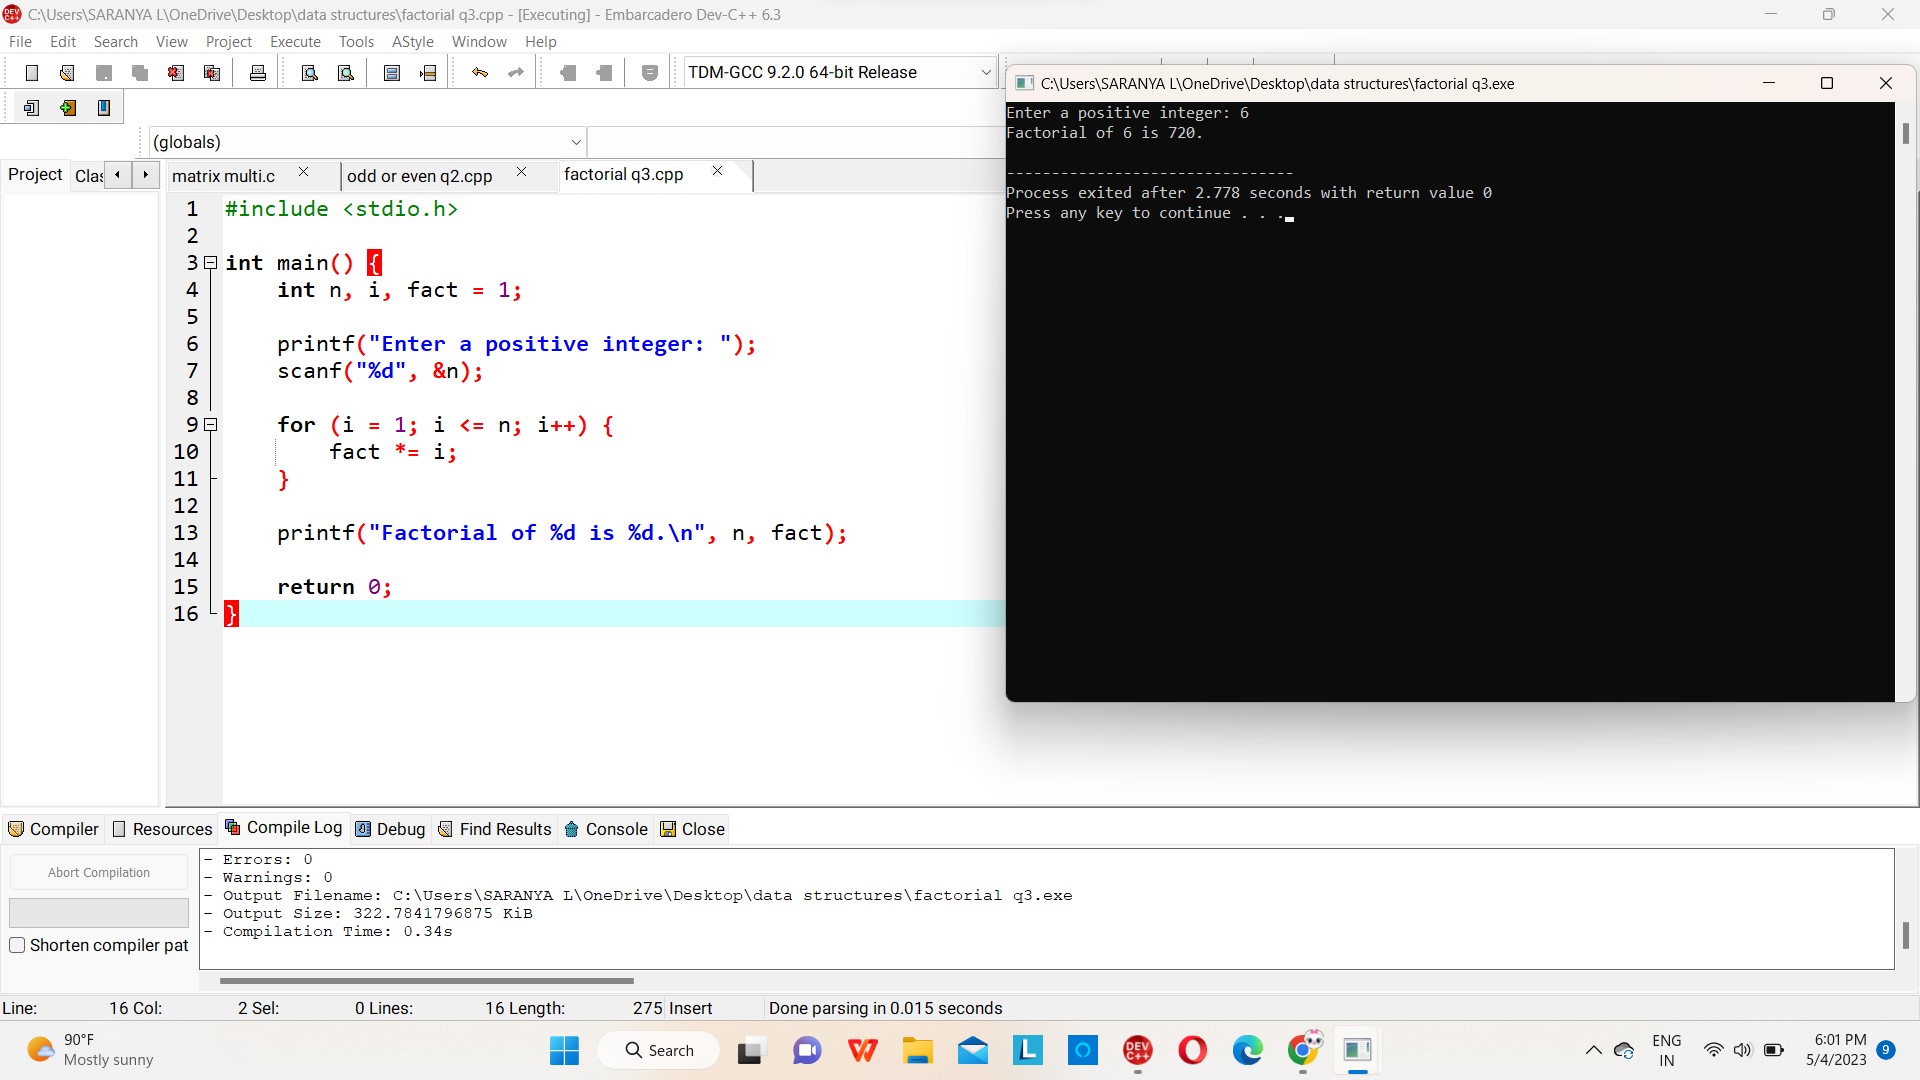 C:\Users\SARANYA L\OneDrive\Desktop\data structures\factorial q3.cpp - [Executing] - Embarcadero Dev-C++ 6.3
File Edit Search View Project Execute Tools AStyle Window Help
TDM-GCC 9.2.0 64-bit Release
(globals)
Project Clas
matrix multi.c odd or even q2.cpp factorial q3.cpp
1 #include <stdio.h>
2
3 int main() {
4 int n, i, fact = 1;
5
6 printf("Enter a positive integer: ");
7 scanf("%d", &n);
8
9 for (i = 1; i <= n; i++) {
10 fact *= i;
11 }
12
13 printf("Factorial of %d is %d.\n", n, fact);
14
15 return 0;
16 }
C:\Users\SARANYA L\OneDrive\Desktop\data structures\factorial q3.exe
Enter a positive integer: 6
Factorial of 6 is 720.
--------------------------------
Process exited after 2.778 seconds with return value 0
Press any key to continue . . .
Compiler Resources Compile Log Debug Find Results Console Close
Abort Compilation
Shorten compiler pat
- Errors: 0
- Warnings: 0
- Output Filename: C:\Users\SARANYA L\OneDrive\Desktop\data structures\factorial q3.exe
- Output Size: 322.7841796875 KiB
- Compilation Time: 0.34s
Line: 16 Col: 2 Sel: 0 Lines: 16 Length: 275 Insert Done parsing in 0.015 seconds
90°F
Mostly sunny
Search
DEV C++
ENG
IN
6:01 PM
5/4/2023
9